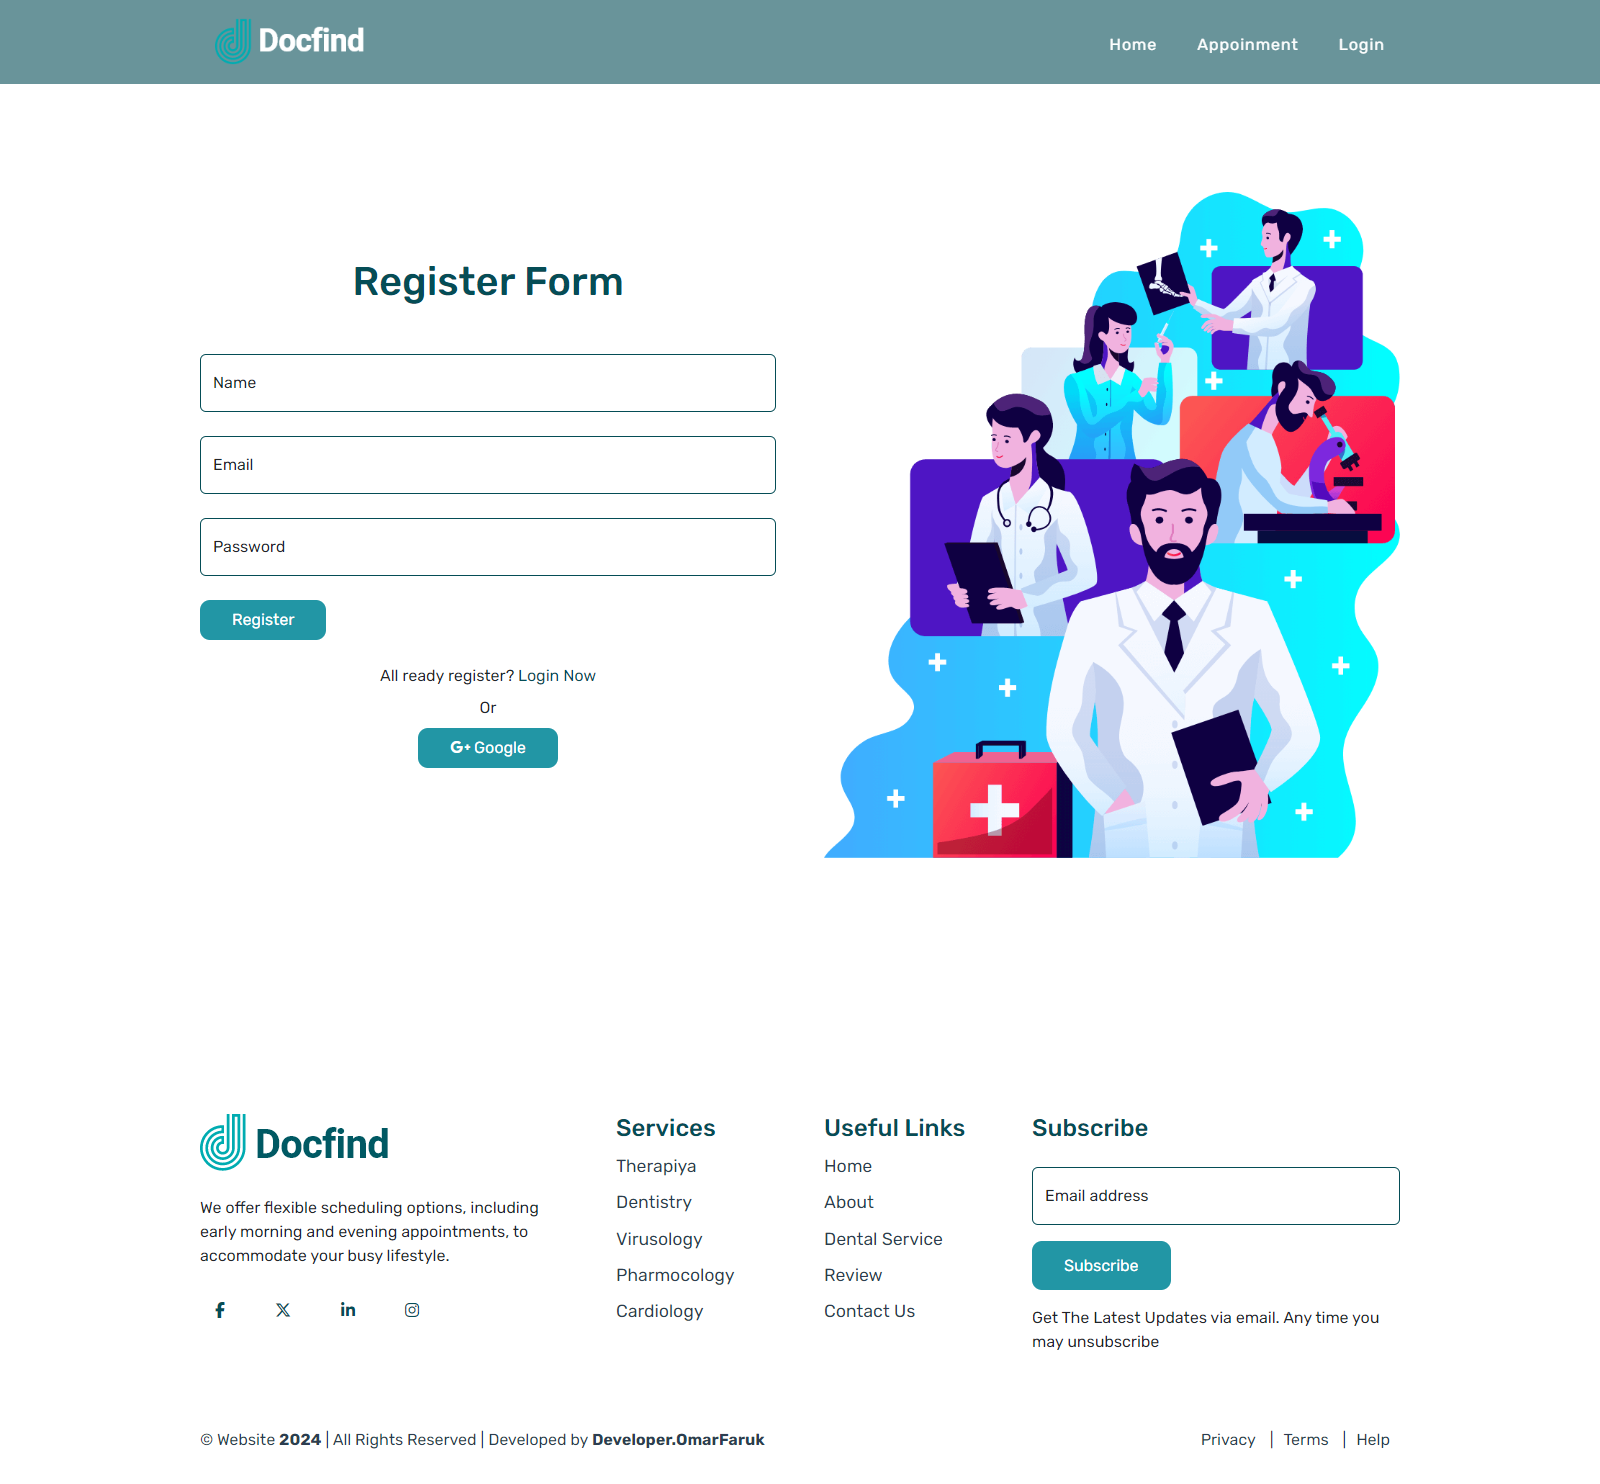 Docfind
Home
Appoinment
Login
Register Form
Name
Email
Password
Register
All ready register? Login Now
Or
G+ Google
Docfind
We offer flexible scheduling options, including
early morning and evening appointments, to
accommodate your busy lifestyle.
Services
Therapiya
Dentistry
Virusology
Pharmocology
Cardiology
Useful Links
Home
About
Dental Service
Review
Contact Us
Subscribe
Email address
Subscribe
Get The Latest Updates via email. Any time you
may unsubscribe
© Website 2024 | All Rights Reserved | Developed by Developer.OmarFaruk
Privacy | Terms | Help